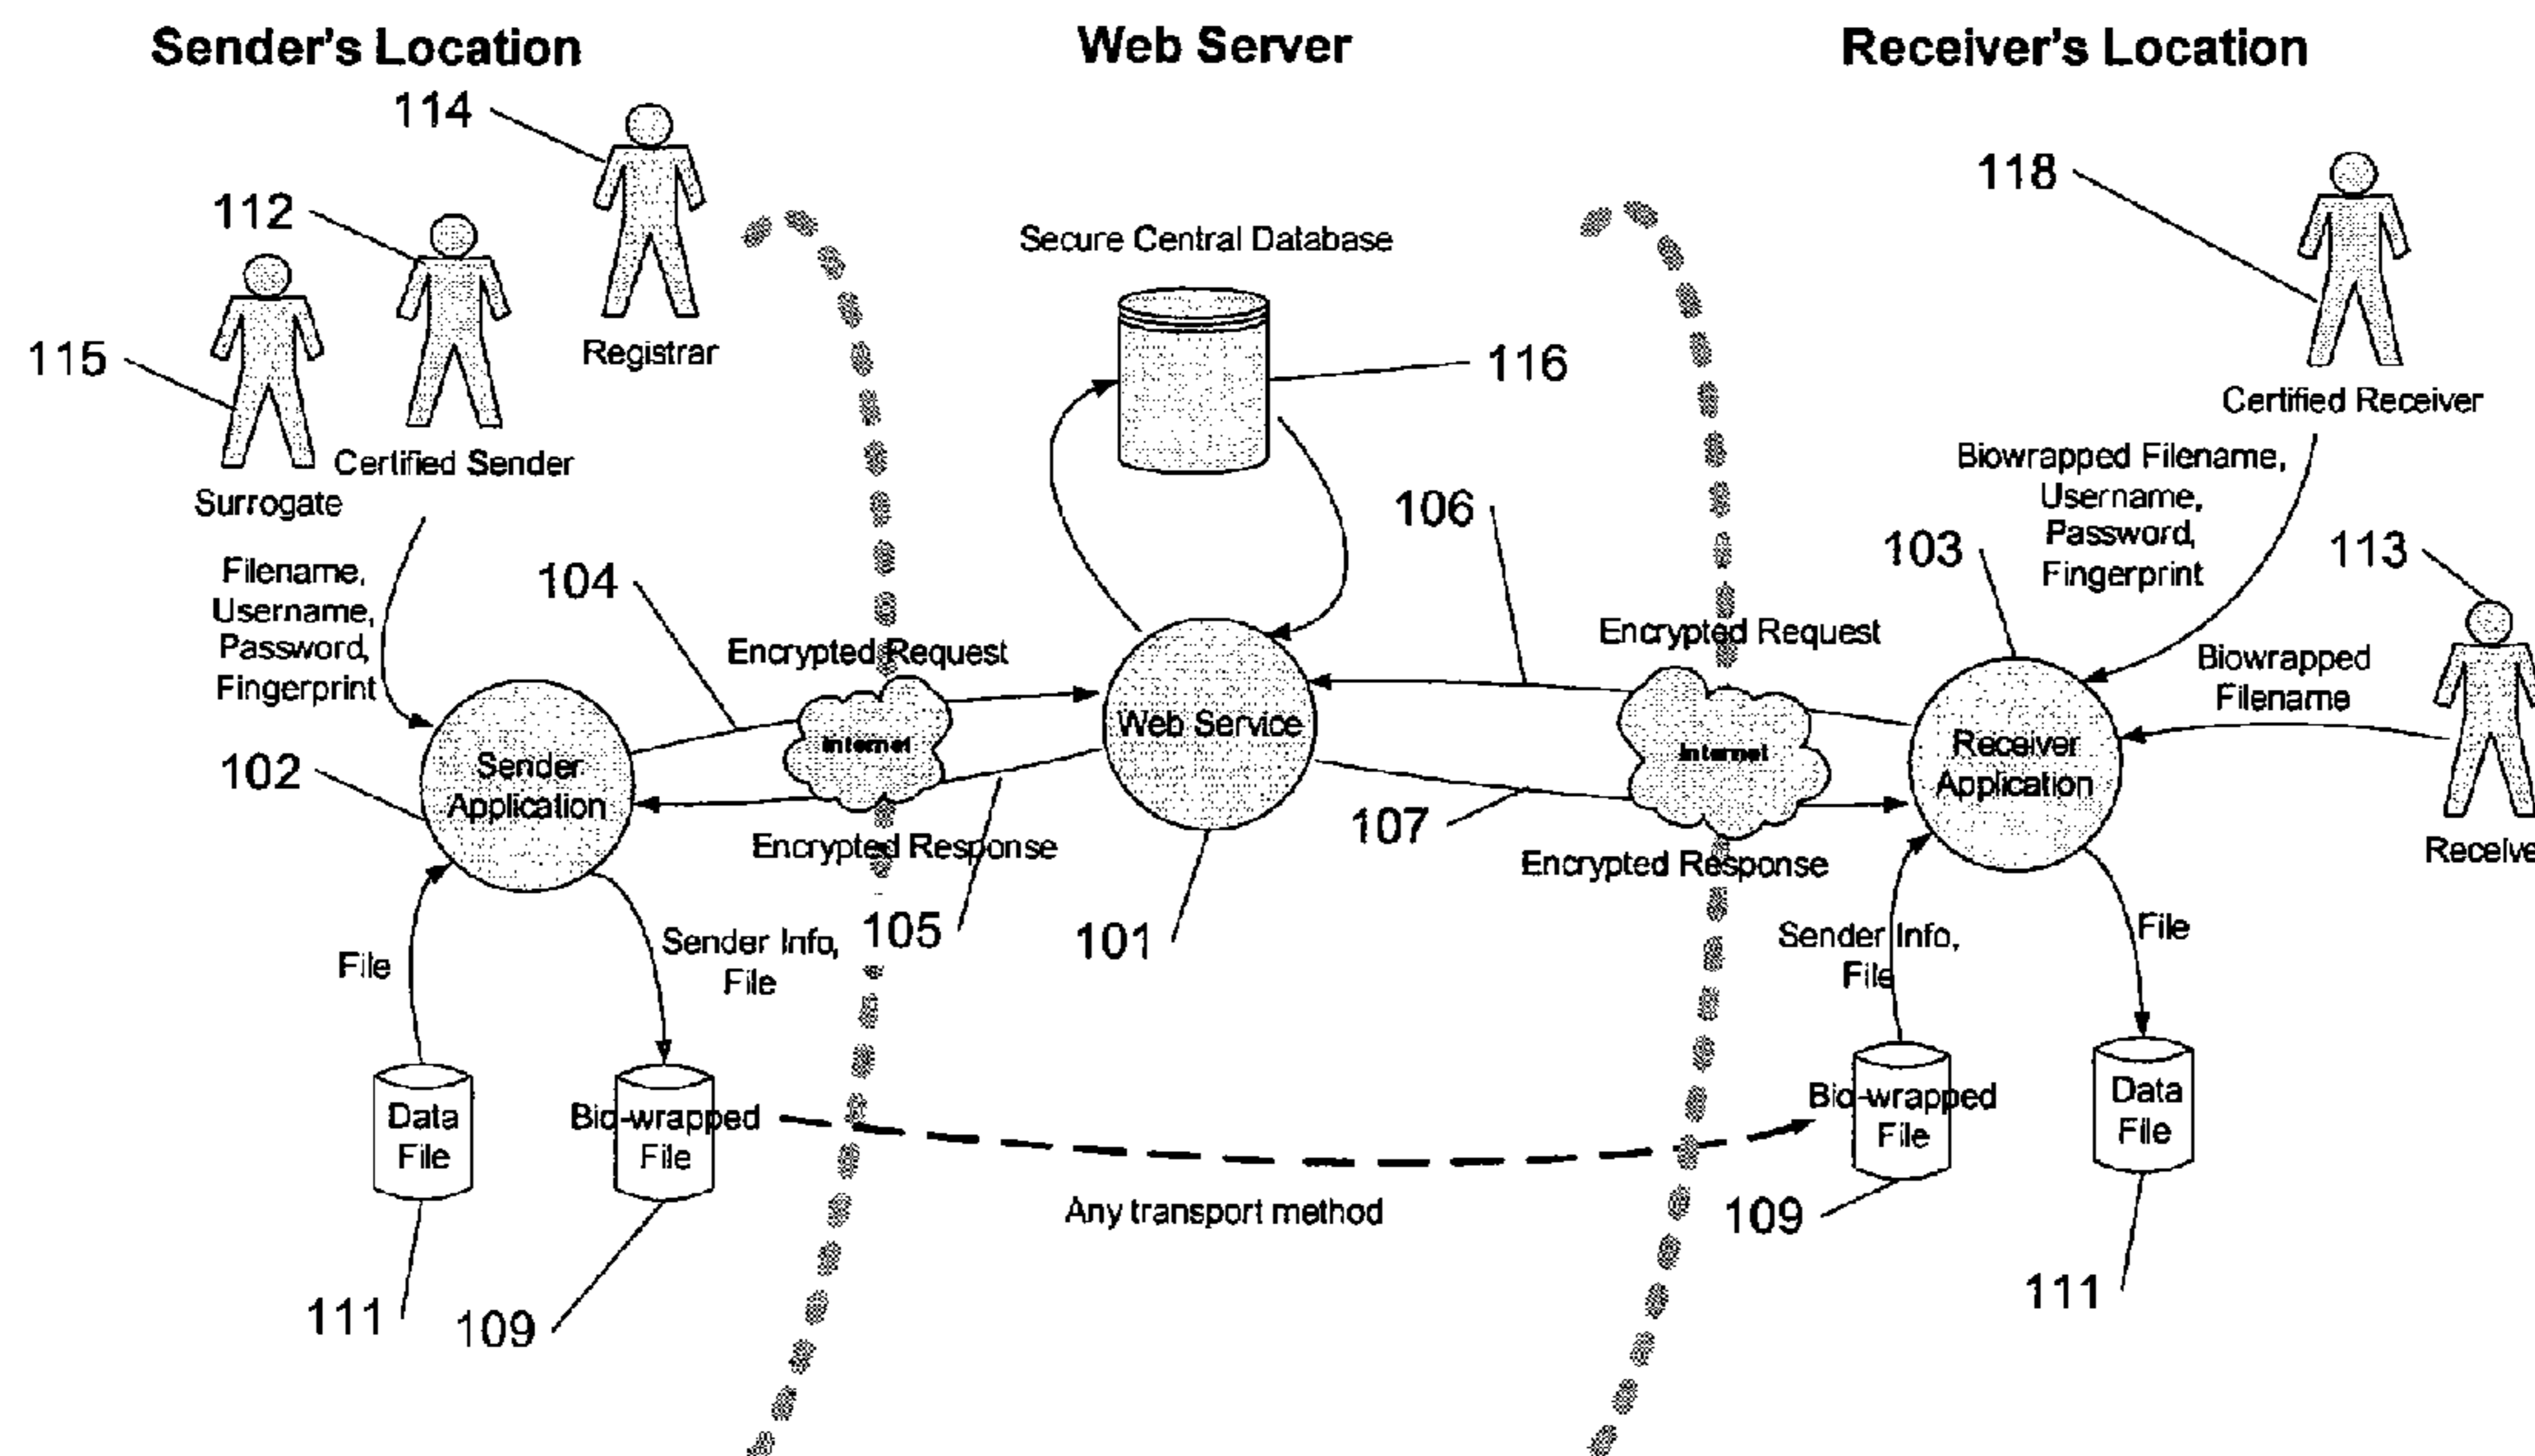 Sender's Location
Web Server
Receiver's Location
114
112
115
Registrar
Certified Sender
Surrogate
Filename,
Username,
Password,
Fingerprint
104
102
Sender
Application
Encrypted Request
Internet
Encrypted Response
105
File
Sender Info,
File
Data
File
Bio-wrapped
File
111
109
Secure Central Database
116
Web Service
101
106
107
Encrypted Request
Internet
Encrypted Response
Any transport method
118
Certified Receiver
Biowrapped Filename,
Username,
Password,
Fingerprint
103
113
Biowrapped
Filename
Receive
Receiver
Application
Sender Info,
File
File
Bio-wrapped
File
Data
File
109
111